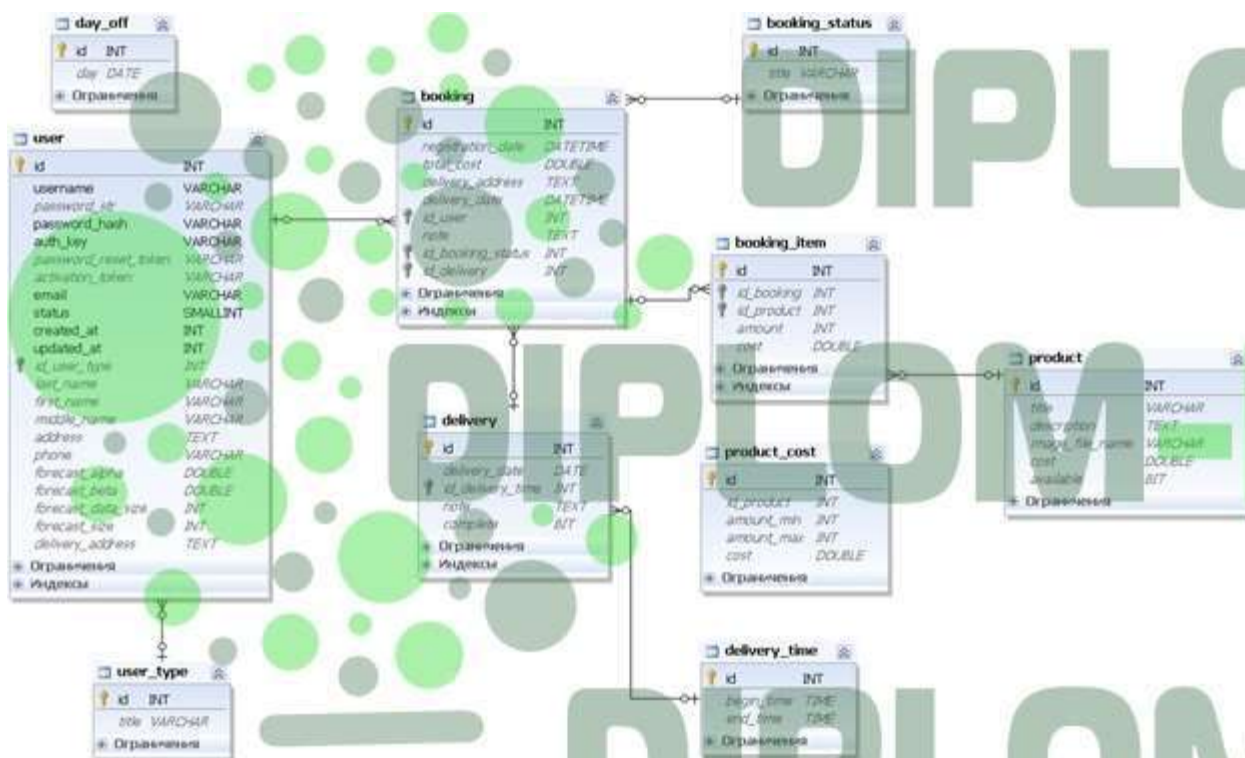 day_off
id INT
day DATE
Ограничения
booking_status
id INT
title VARCHAR
Ограничения
booking
id INT
registration_date DATETIME
total_cost DOUBLE
delivery_address TEXT
delivery_date DATETIME
id_user INT
note TEXT
id_booking_status INT
id_delivery INT
Ограничения
Индексы
user
id INT
username VARCHAR
password_str VARCHAR
password_hash VARCHAR
auth_key VARCHAR
password_reset_token VARCHAR
activation_token VARCHAR
email VARCHAR
status SMALLINT
created_at INT
updated_at INT
id_user_type INT
last_name VARCHAR
first_name VARCHAR
middle_name VARCHAR
address TEXT
phone VARCHAR
forecast_alpha DOUBLE
forecast_beta DOUBLE
forecast_data_size INT
forecast_size INT
delivery_address TEXT
Ограничения
Индексы
booking_item
id INT
id_booking INT
id_product INT
amount INT
cost DOUBLE
Ограничения
Индексы
product
id INT
title VARCHAR
description TEXT
image_file_name VARCHAR
cost DOUBLE
available BIT
Ограничения
delivery
id INT
delivery_date DATE
id_delivery_time INT
note TEXT
complete INT
Ограничения
Индексы
product_cost
id INT
id_product INT
amount_min INT
amount_max INT
cost DOUBLE
Ограничения
user_type
id INT
title VARCHAR
Ограничения
delivery_time
id INT
begin_time TIME
end_time TIME
Ограничения
DIPLO
DIPLOM-
DIPLOM